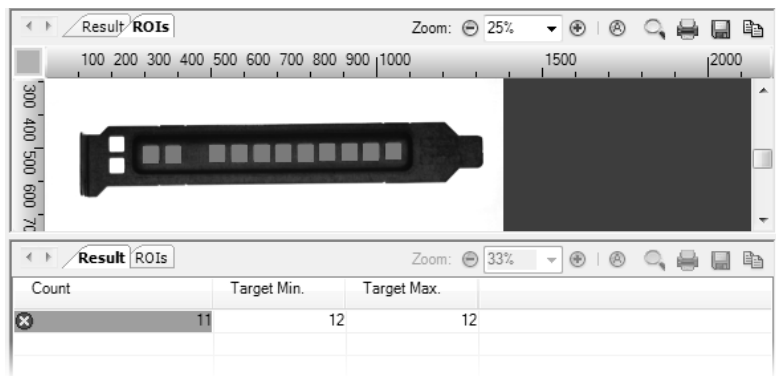 Result ROIs Zoom: 25%
100 200 300 400 500 600 700 800 900 1000 1500 2000
300 400 500 600
Result ROIs Zoom: 33%
Count Target Min. Target Max.
11 12 12